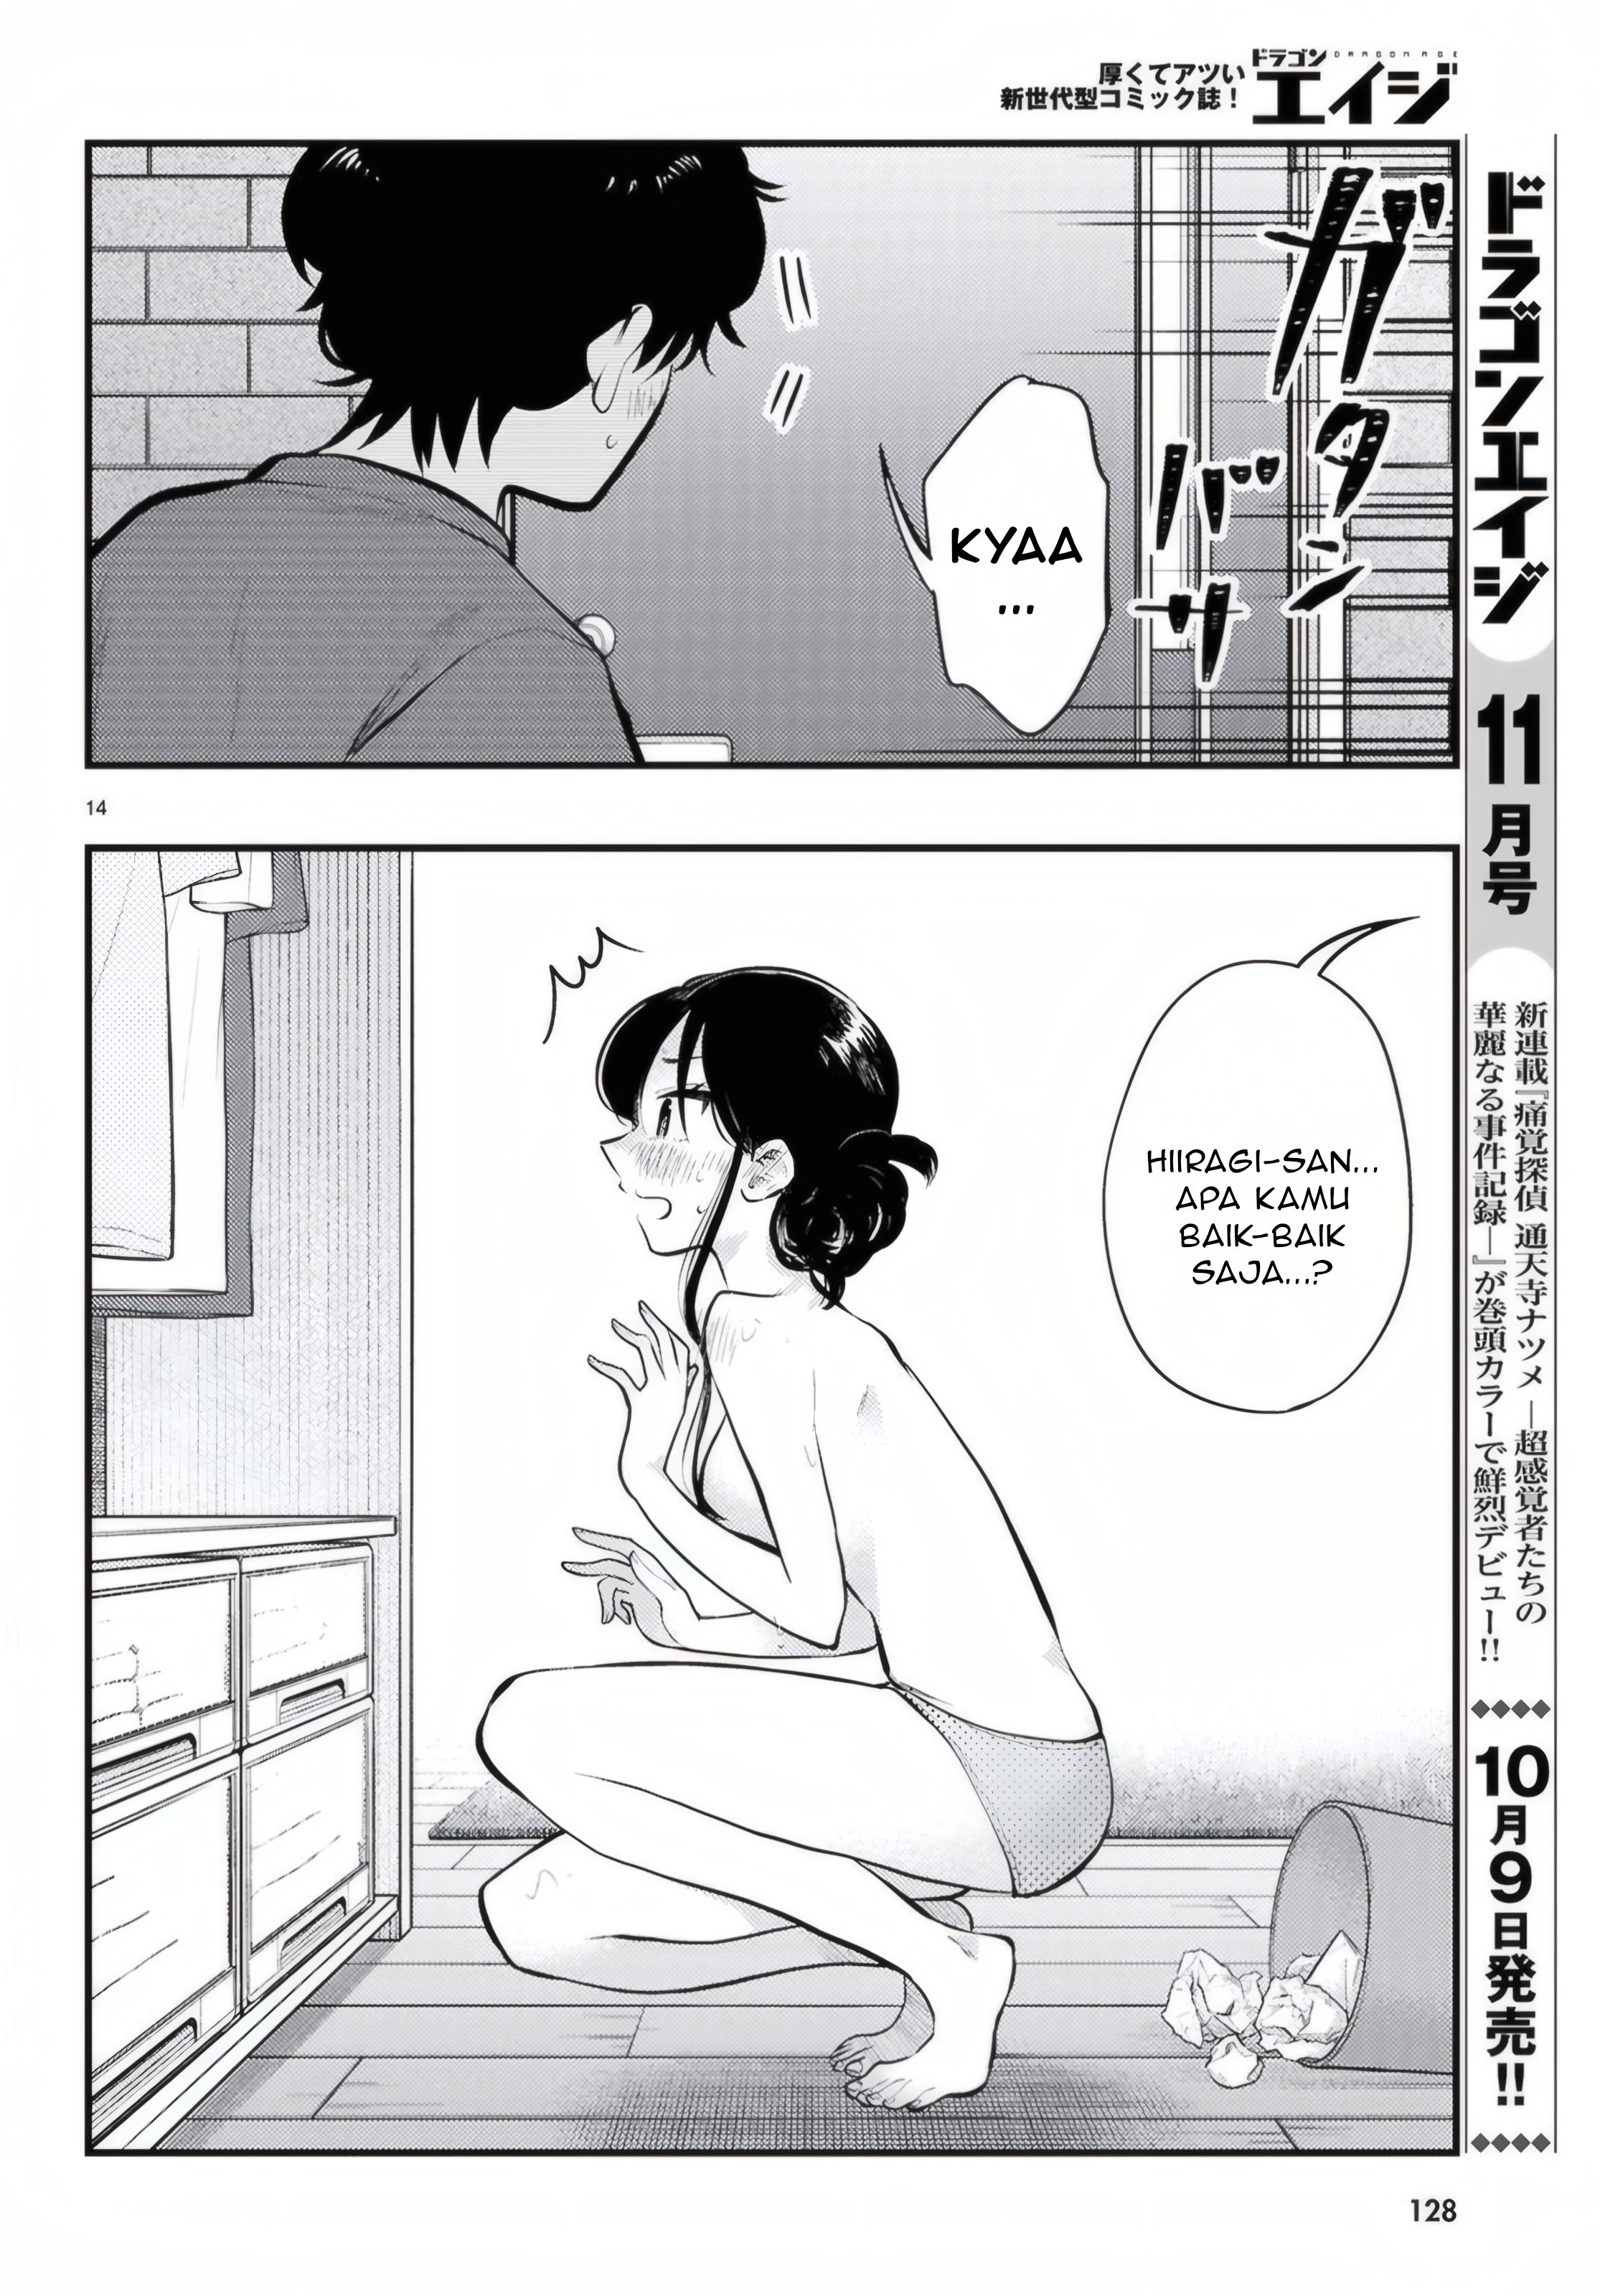 厚くてアツい
新世代型コミック誌！
ドラゴン DRAGON AGE
エイジ
ガタン
バサ
KYAA
...
14
HIIRAGI-SAN...
APA KAMU
BAIK-BAIK
SAJA...?
ドラゴンエイジ
11月号
新連載『痛覚探偵 通天寺ナツメ ―超感覚者たちの
華麗なる事件記録―』が巻頭カラーで鮮烈デビュー!!
10月9日発売!!
128